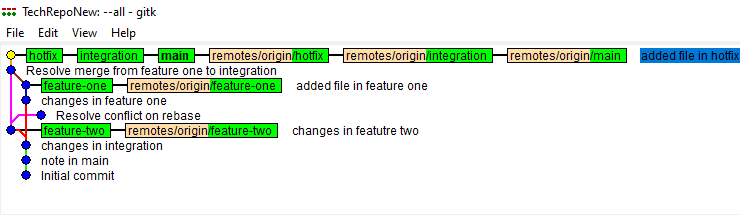 TechRepoNew: --all - gitk
File Edit View Help
hotfix integration main remotes/origin/hotfix remotes/origin/integration remotes/origin/main added file in hotfix
Resolve merge from feature one to integration
feature-one remotes/origin/feature-one added file in feature one
changes in feature one
Resolve conflict on rebase
feature-two remotes/origin/feature-two changes in featutre two
changes in integration
note in main
Initial commit